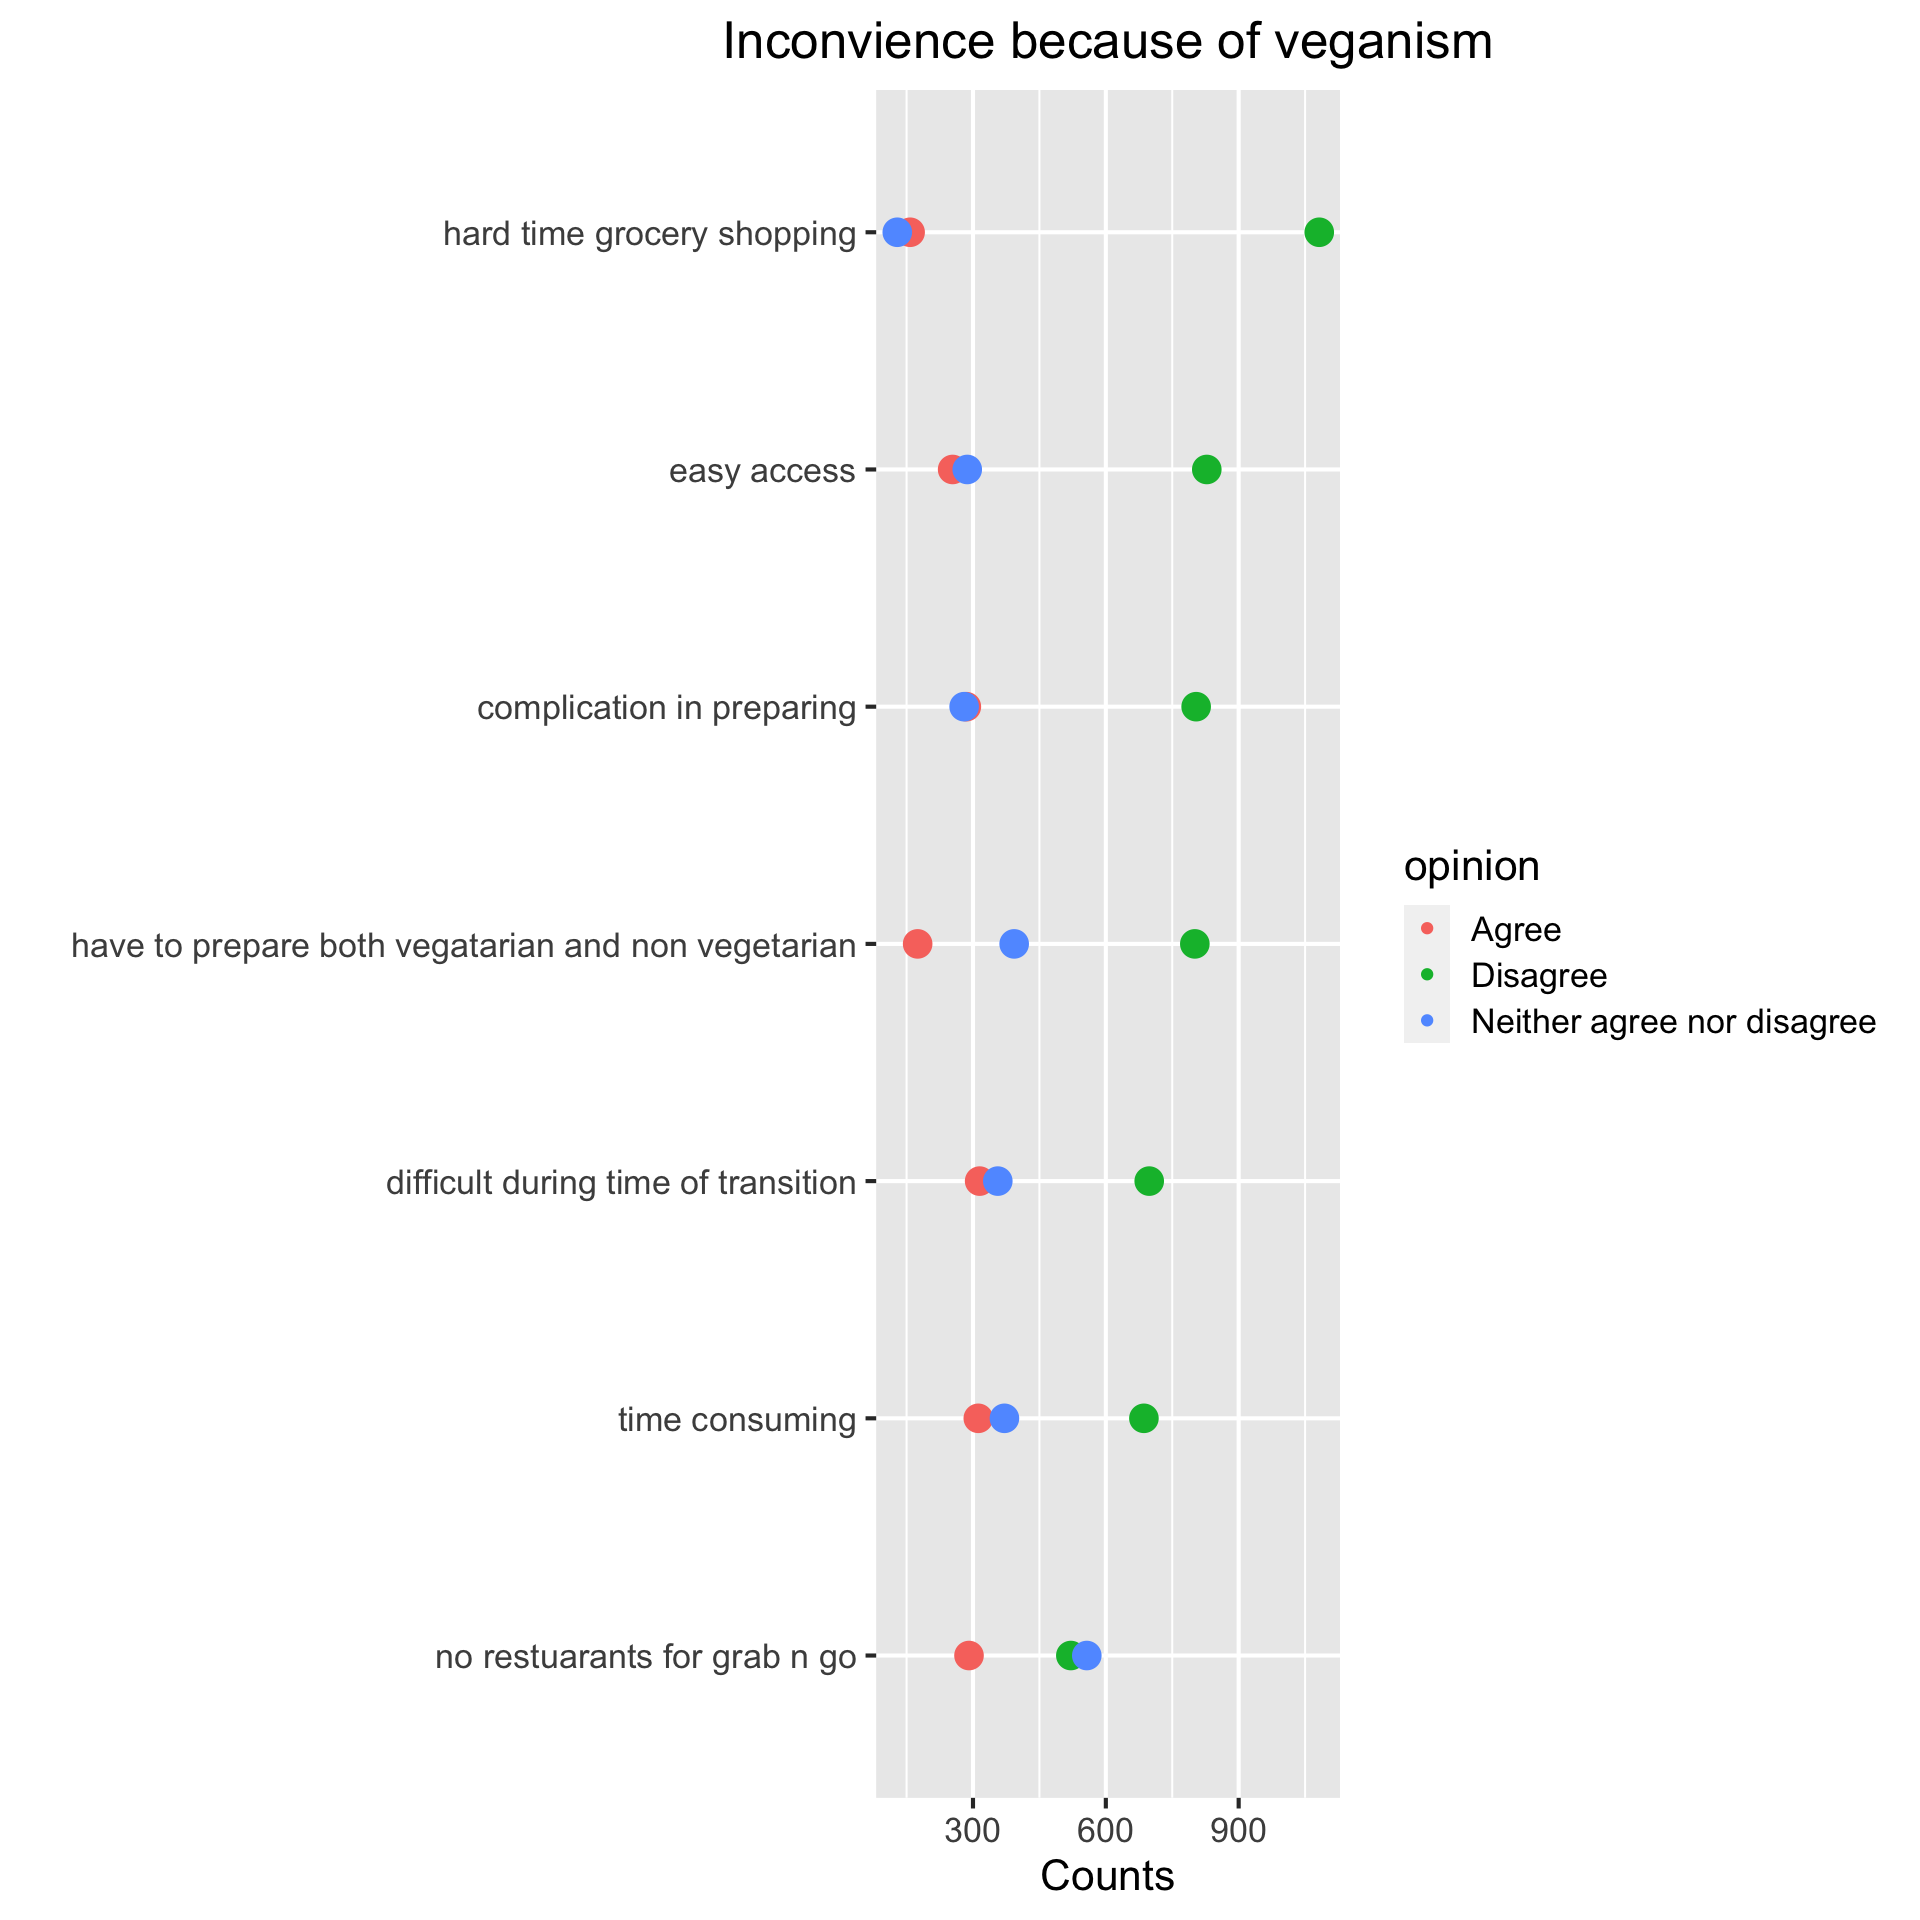 Inconvience because of veganism
hard time grocery shopping
easy access
complication in preparing
have to prepare both vegatarian and non vegetarian
difficult during time of transition
time consuming
no restuarants for grab n go
300 600 900
Counts
opinion
Agree
Disagree
Neither agree nor disagree